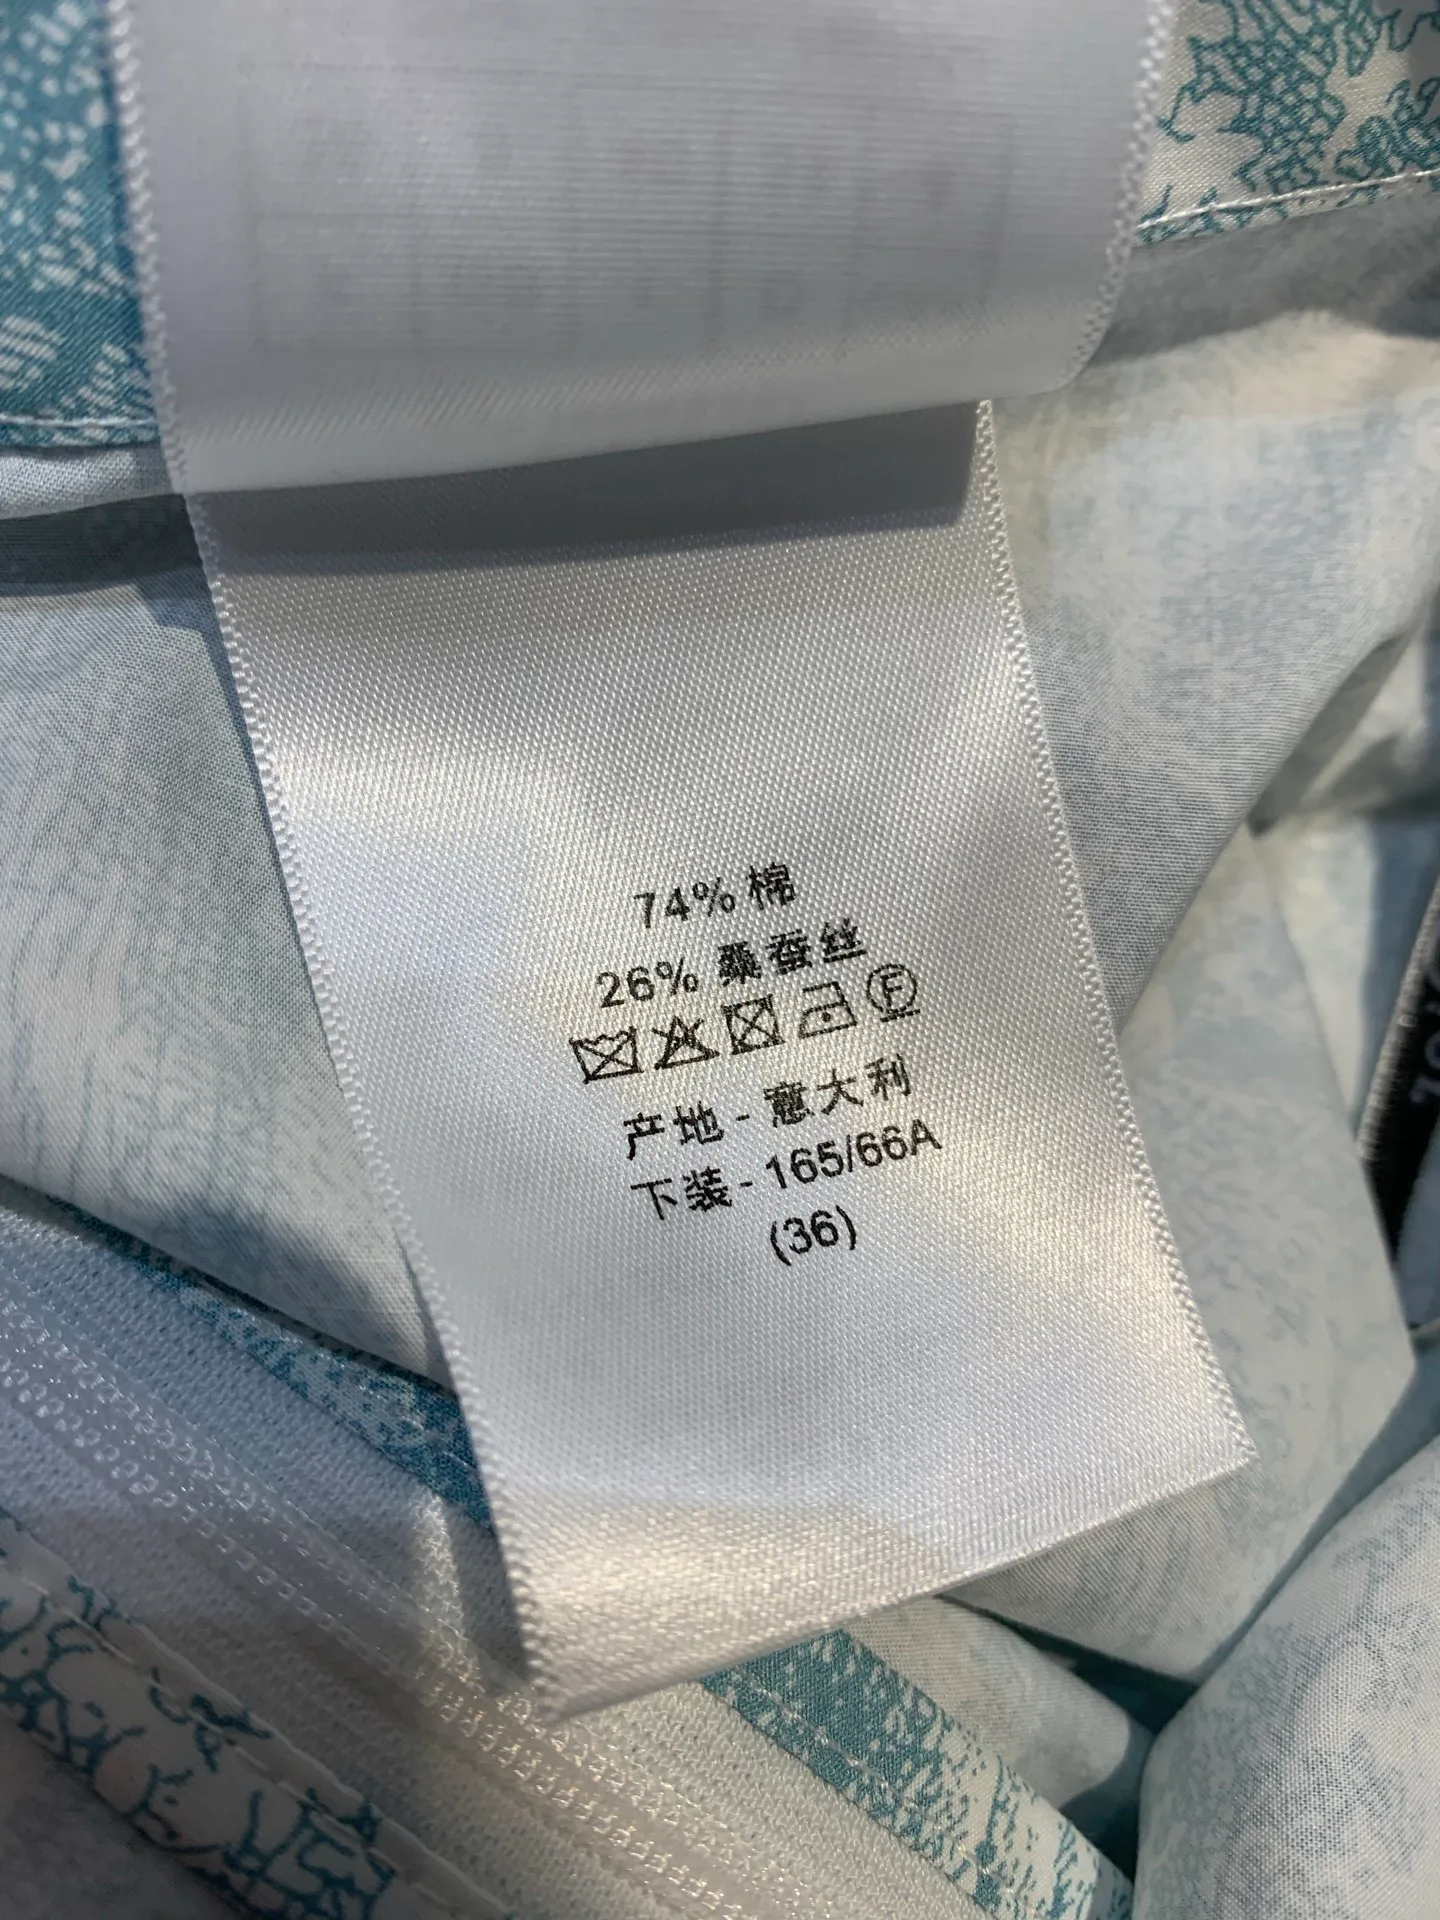 74% 棉
26% 桑蚕丝
F
产地 - 意大利
下装 - 165/66A
(36)